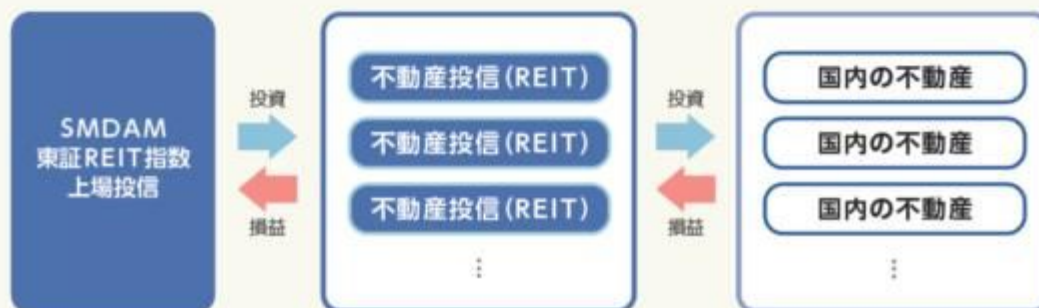 SMDAM
東証REIT指数
上場投信
投資
損益
不動産投信(REIT)
不動産投信(REIT)
不動産投信(REIT)
⋮
投資
損益
国内の不動産
国内の不動産
国内の不動産
⋮